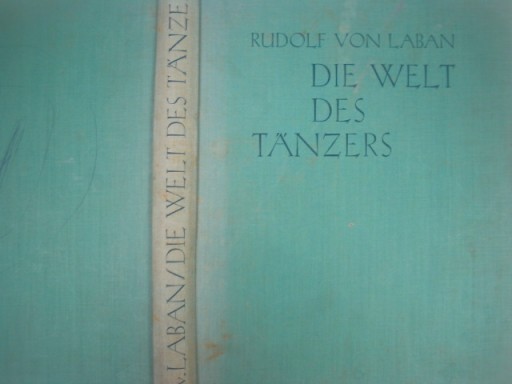 RUDOLF VON LABAN
DIE WELT
DES
TÄNZERS
v. LABAN/DIE WELT DES TÄNZE